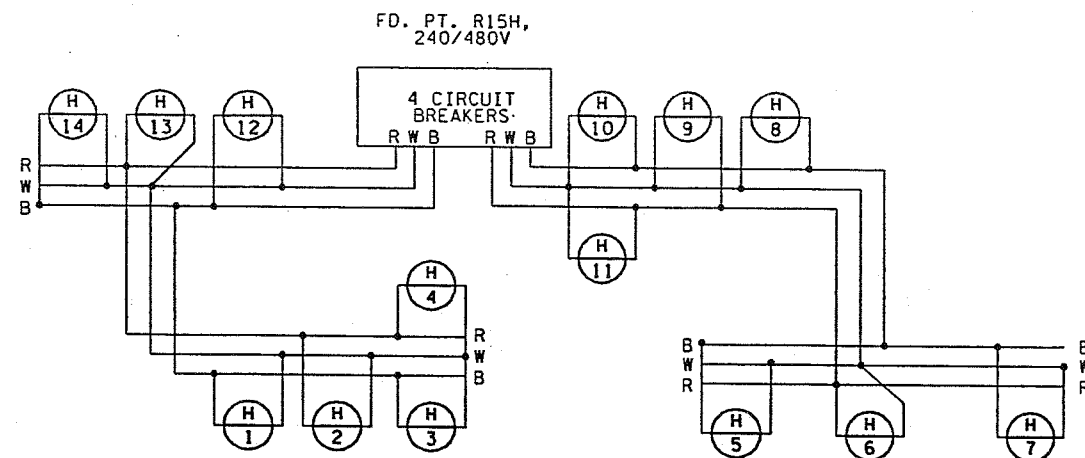 FD. PT. R15H,
240/480V
4 CIRCUIT
BREAKERS
R W B R W B
H
14
H
13
H
12
H
10
H
9
H
8
R
W
B
H
11
H
4
R
W
B
B
W
R
B
W
R
H
1
H
2
H
3
H
5
H
6
H
7